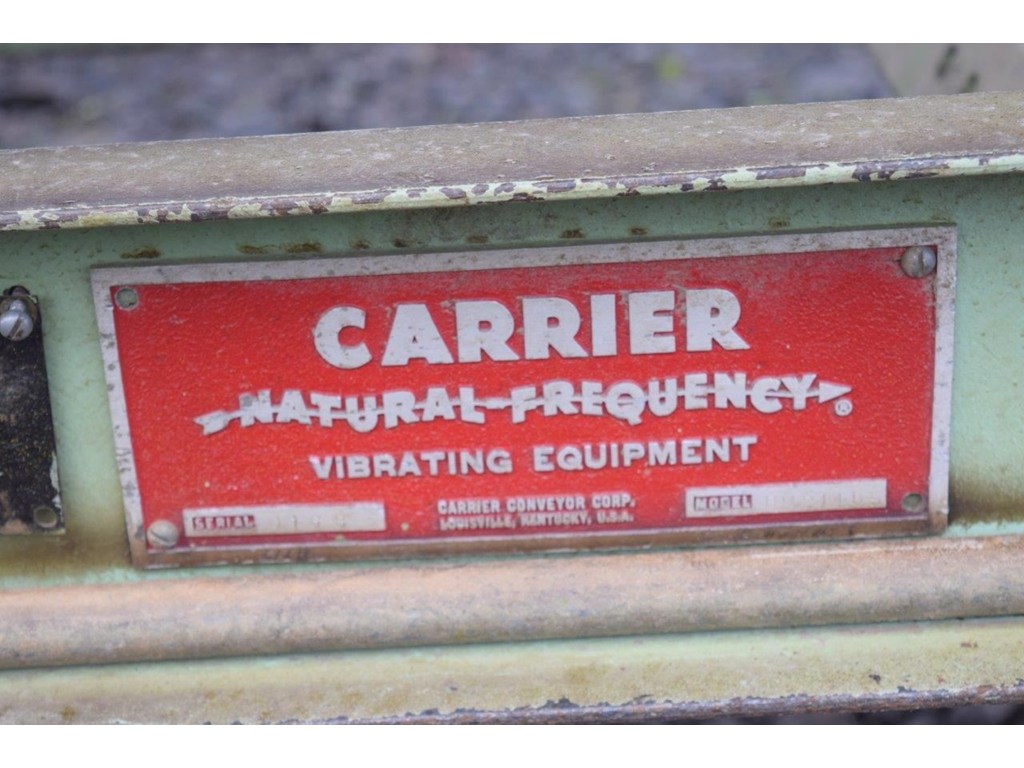 CARRIER
NATURAL-FREQUENCY ®
VIBRATING EQUIPMENT
SERIAL
CARRIER CONVEYOR CORP.
LOUISVILLE, KENTUCKY, U.S.A.
MODEL